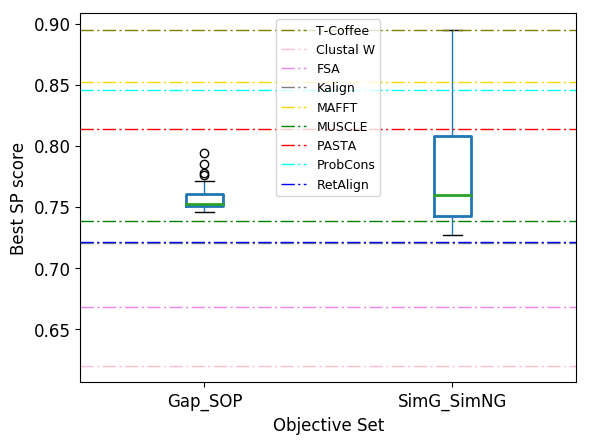 0.90
0.85
0.80
0.75
0.70
0.65
Best SP score
T-Coffee
Clustal W
FSA
Kalign
MAFFT
MUSCLE
PASTA
ProbCons
RetAlign
Gap_SOP
SimG_SimNG
Objective Set